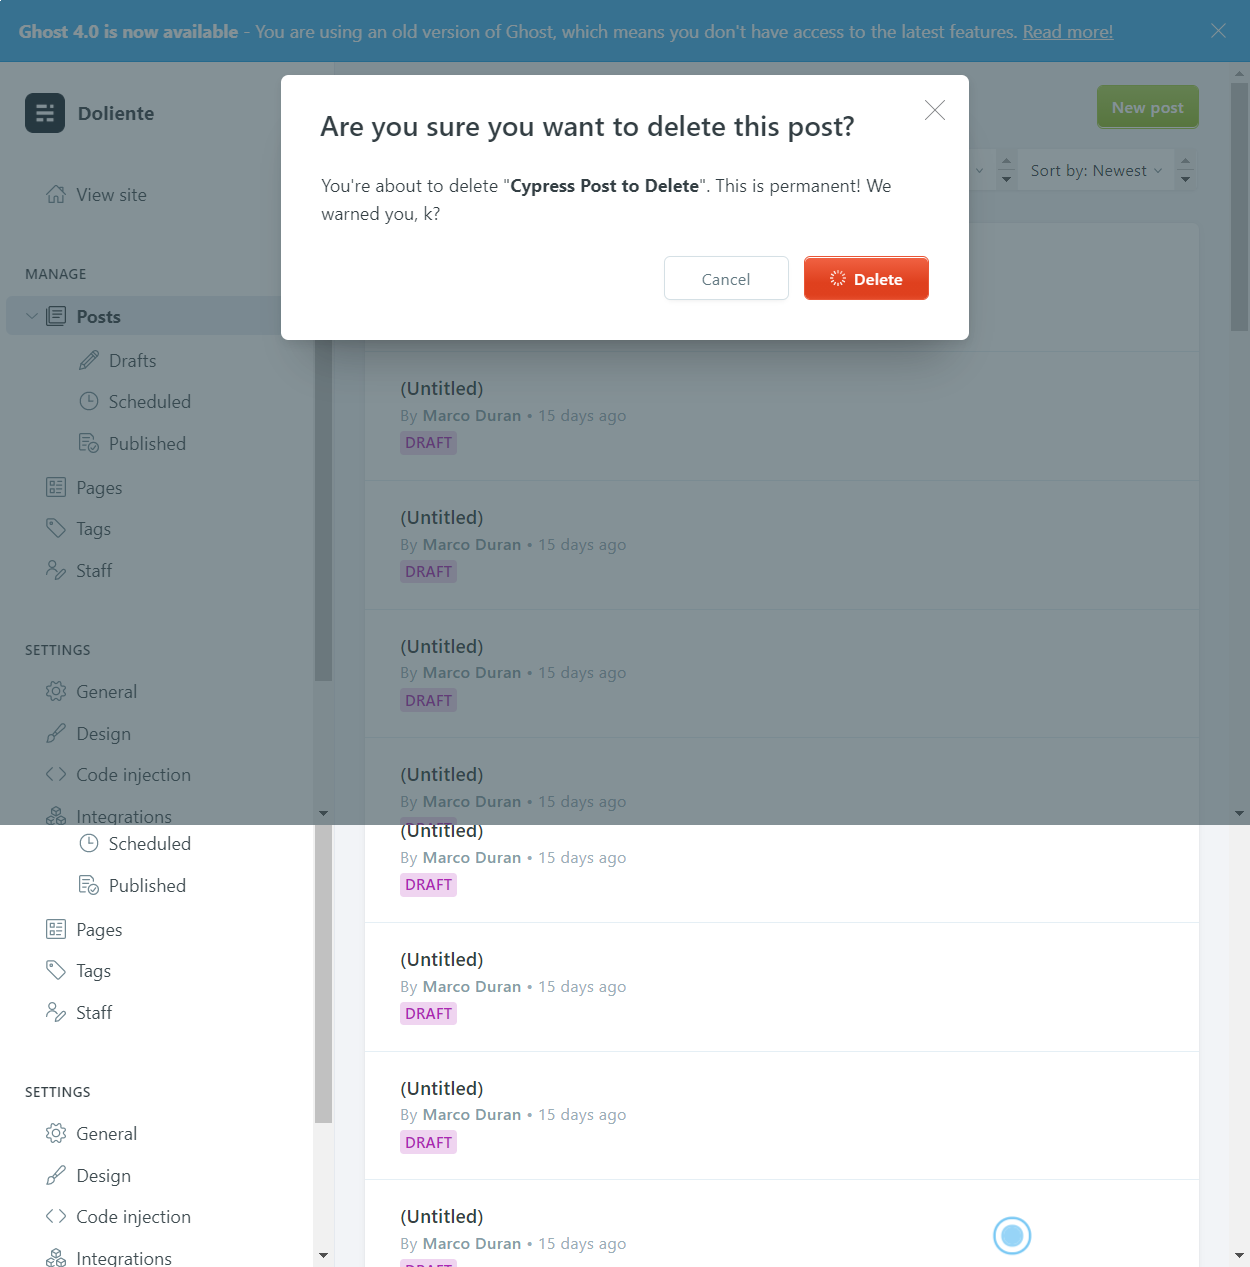 Ghost 4.0 is now available - You are using an old version of Ghost, which means you don't have access to the latest features. Read more!
Doliente
View site
MANAGE
Posts
Drafts
Scheduled
Published
Pages
Tags
Staff
SETTINGS
General
Design
Code injection
Integrations
Scheduled
Published
Pages
Tags
Staff
SETTINGS
General
Design
Code injection
Integrations
New post
Sort by: Newest
Are you sure you want to delete this post?
You're about to delete "Cypress Post to Delete". This is permanent! We
warned you, k?
Cancel
Delete
(Untitled)
By Marco Duran • 15 days ago
DRAFT
(Untitled)
By Marco Duran • 15 days ago
DRAFT
(Untitled)
By Marco Duran • 15 days ago
DRAFT
(Untitled)
By Marco Duran • 15 days ago
DRAFT
(Untitled)
By Marco Duran • 15 days ago
DRAFT
(Untitled)
By Marco Duran • 15 days ago
DRAFT
(Untitled)
By Marco Duran • 15 days ago
DRAFT
(Untitled)
By Marco Duran • 15 days ago
DRAFT